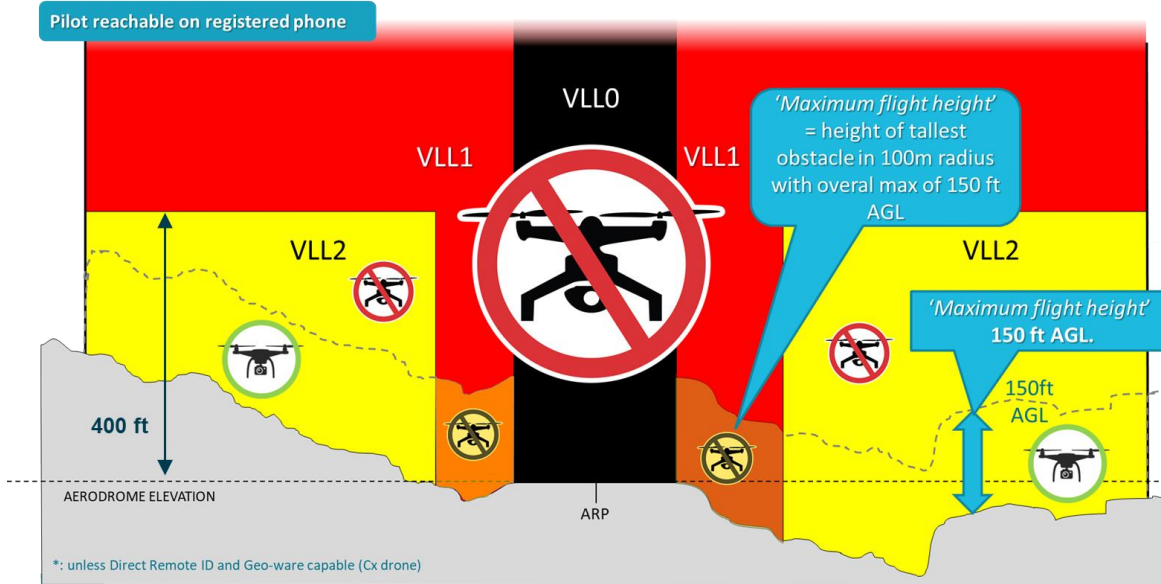 Pilot reachable on registered phone
VLL0
VLL1
VLL1
'Maximum flight height'
= height of tallest
obstacle in 100m radius
with overal max of 150 ft
AGL
VLL2
VLL2
'Maximum flight height'
150 ft AGL.
150ft
AGL
400 ft
AERODROME ELEVATION
ARP
*: unless Direct Remote ID and Geo-ware capable (Cx drone)